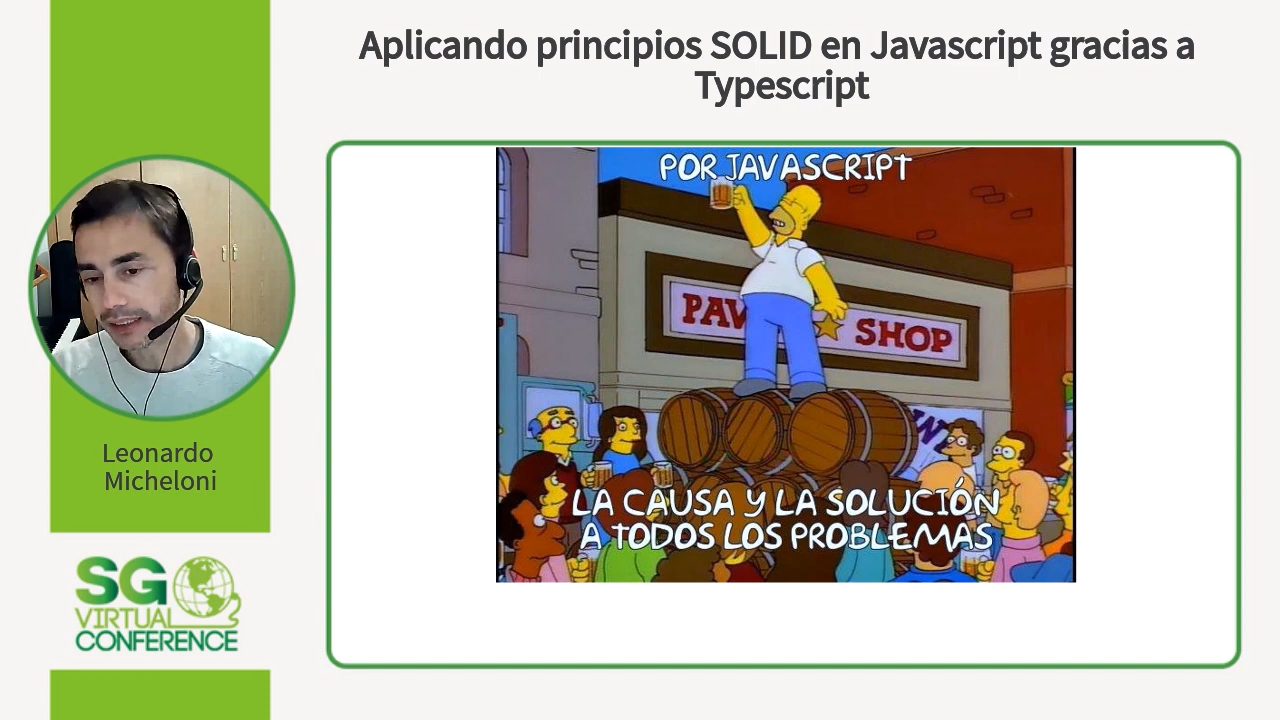 Aplicando principios SOLID en Javascript gracias a
Typescript
POR JAVASCRIPT
SHOP
LA CAUSA Y LA SOLUCIÓN
A TODOS LOS PROBLEMAS
Leonardo
Micheloni
SG
VIRTUAL
CONFERENCE